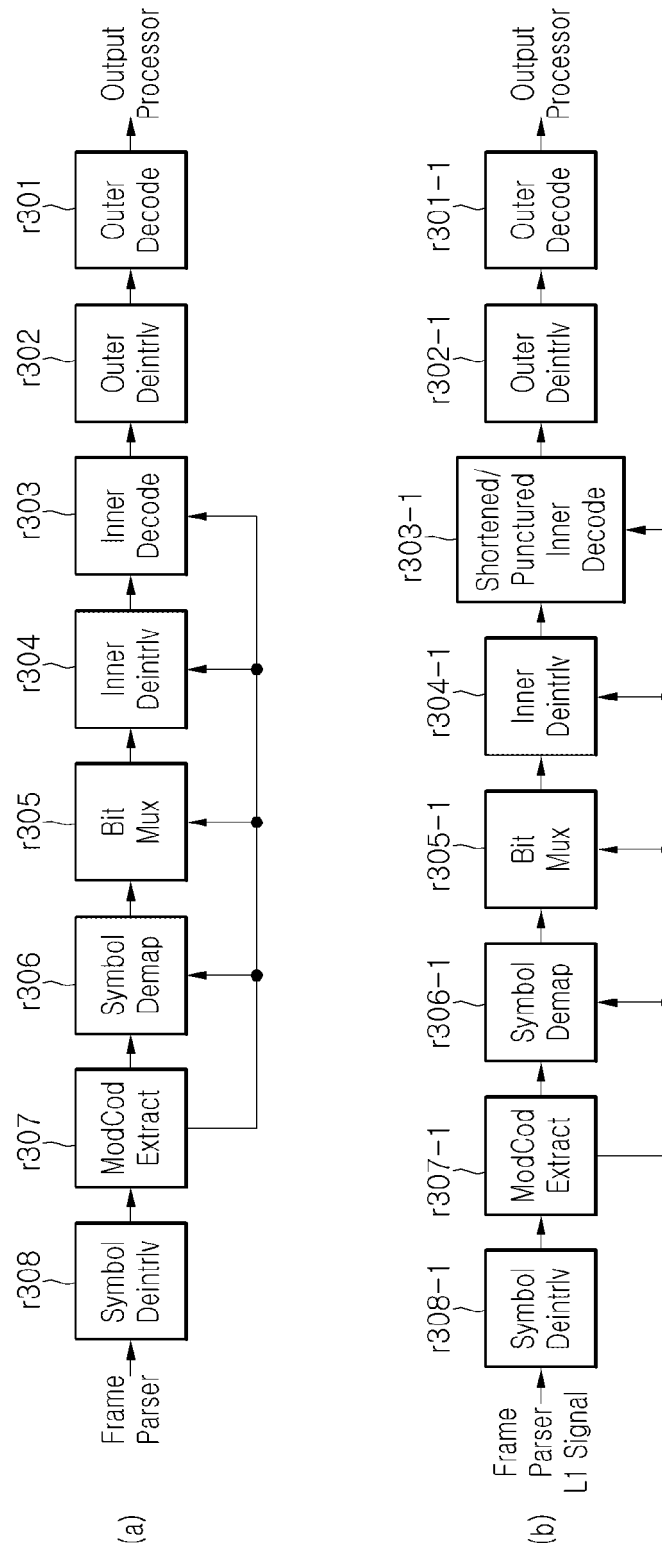 (a)
Frame
Parser
r308
Symbol
Deintrlv
r307
ModCod
Extract
r306
Symbol
Demap
r305
Bit
Mux
r304
Inner
Deintrlv
r303
Inner
Decode
r302
Outer
Deintrlv
r301
Outer
Decode
Output
Processor
(b)
Frame
Parser
L1 Signal
r308-1
Symbol
Deintrlv
r307-1
ModCod
Extract
r306-1
Symbol
Demap
r305-1
Bit
Mux
r304-1
Inner
Deintrlv
r303-1
Shortened/
Punctured
Inner
Decode
r302-1
Outer
Deintrlv
r301-1
Outer
Decode
Output
Processor